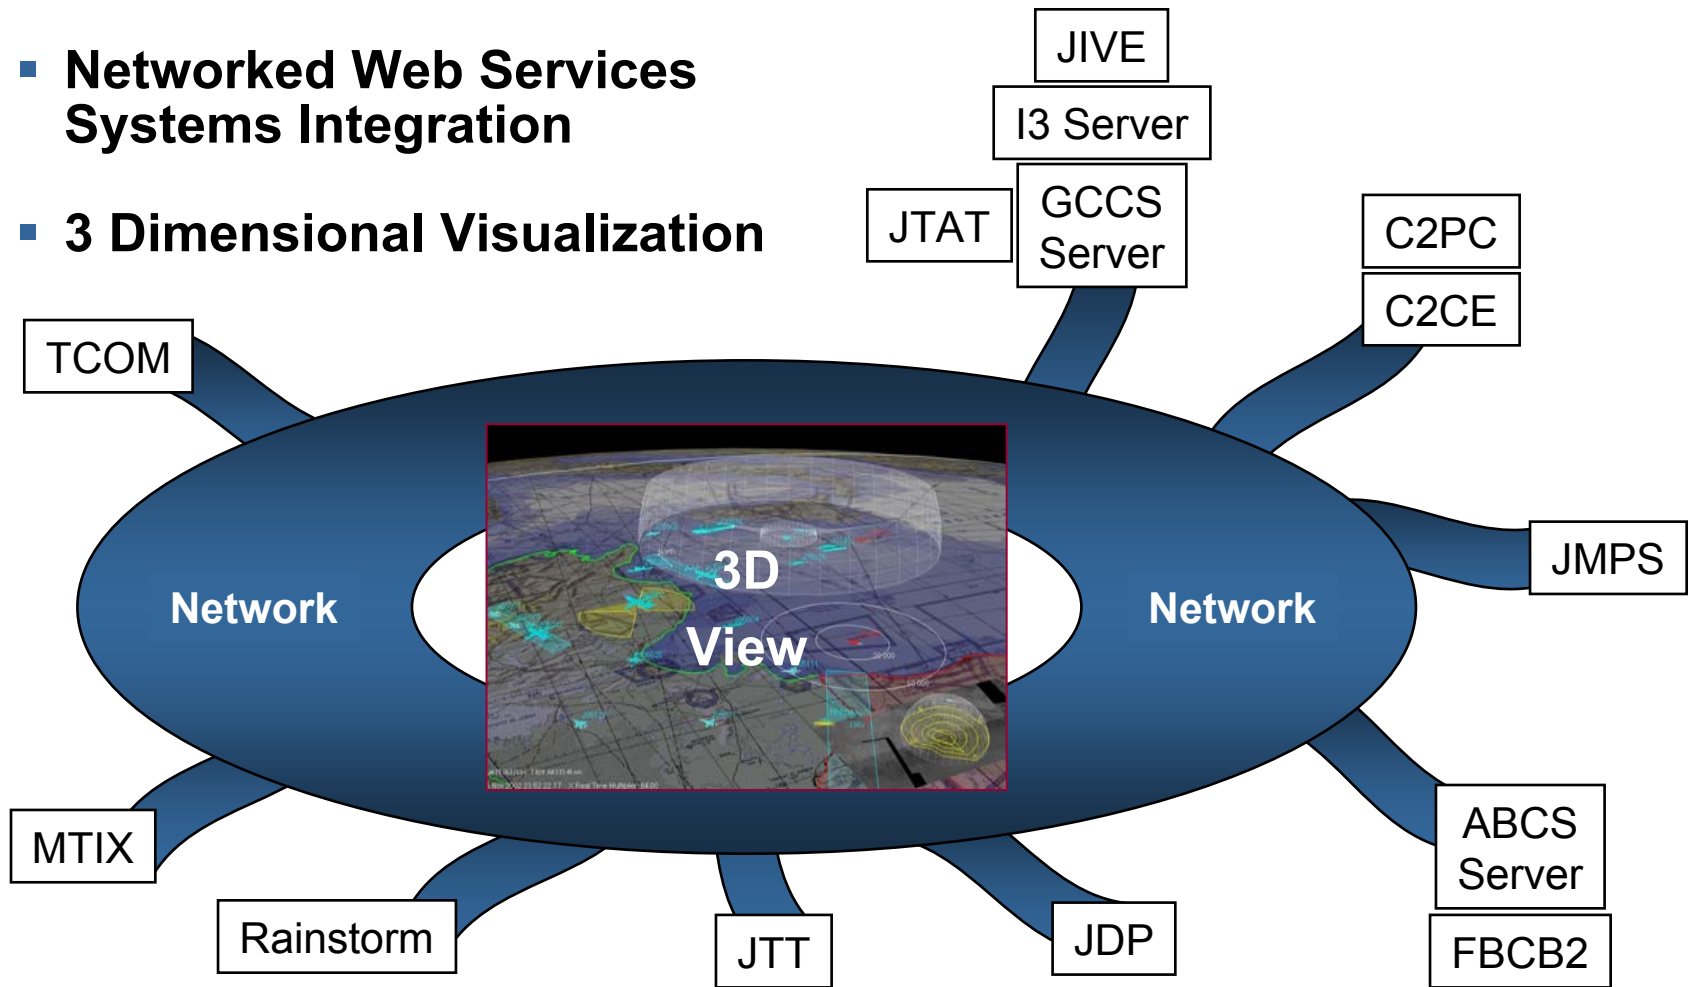 Networked Web Services
Systems Integration
3 Dimensional Visualization
JIVE
I3 Server
JTAT
GCCS
Server
C2PC
C2CE
TCOM
JMPS
Network
3D
View
Network
MTIX
Rainstorm
JTT
JDP
ABCS
Server
FBCB2